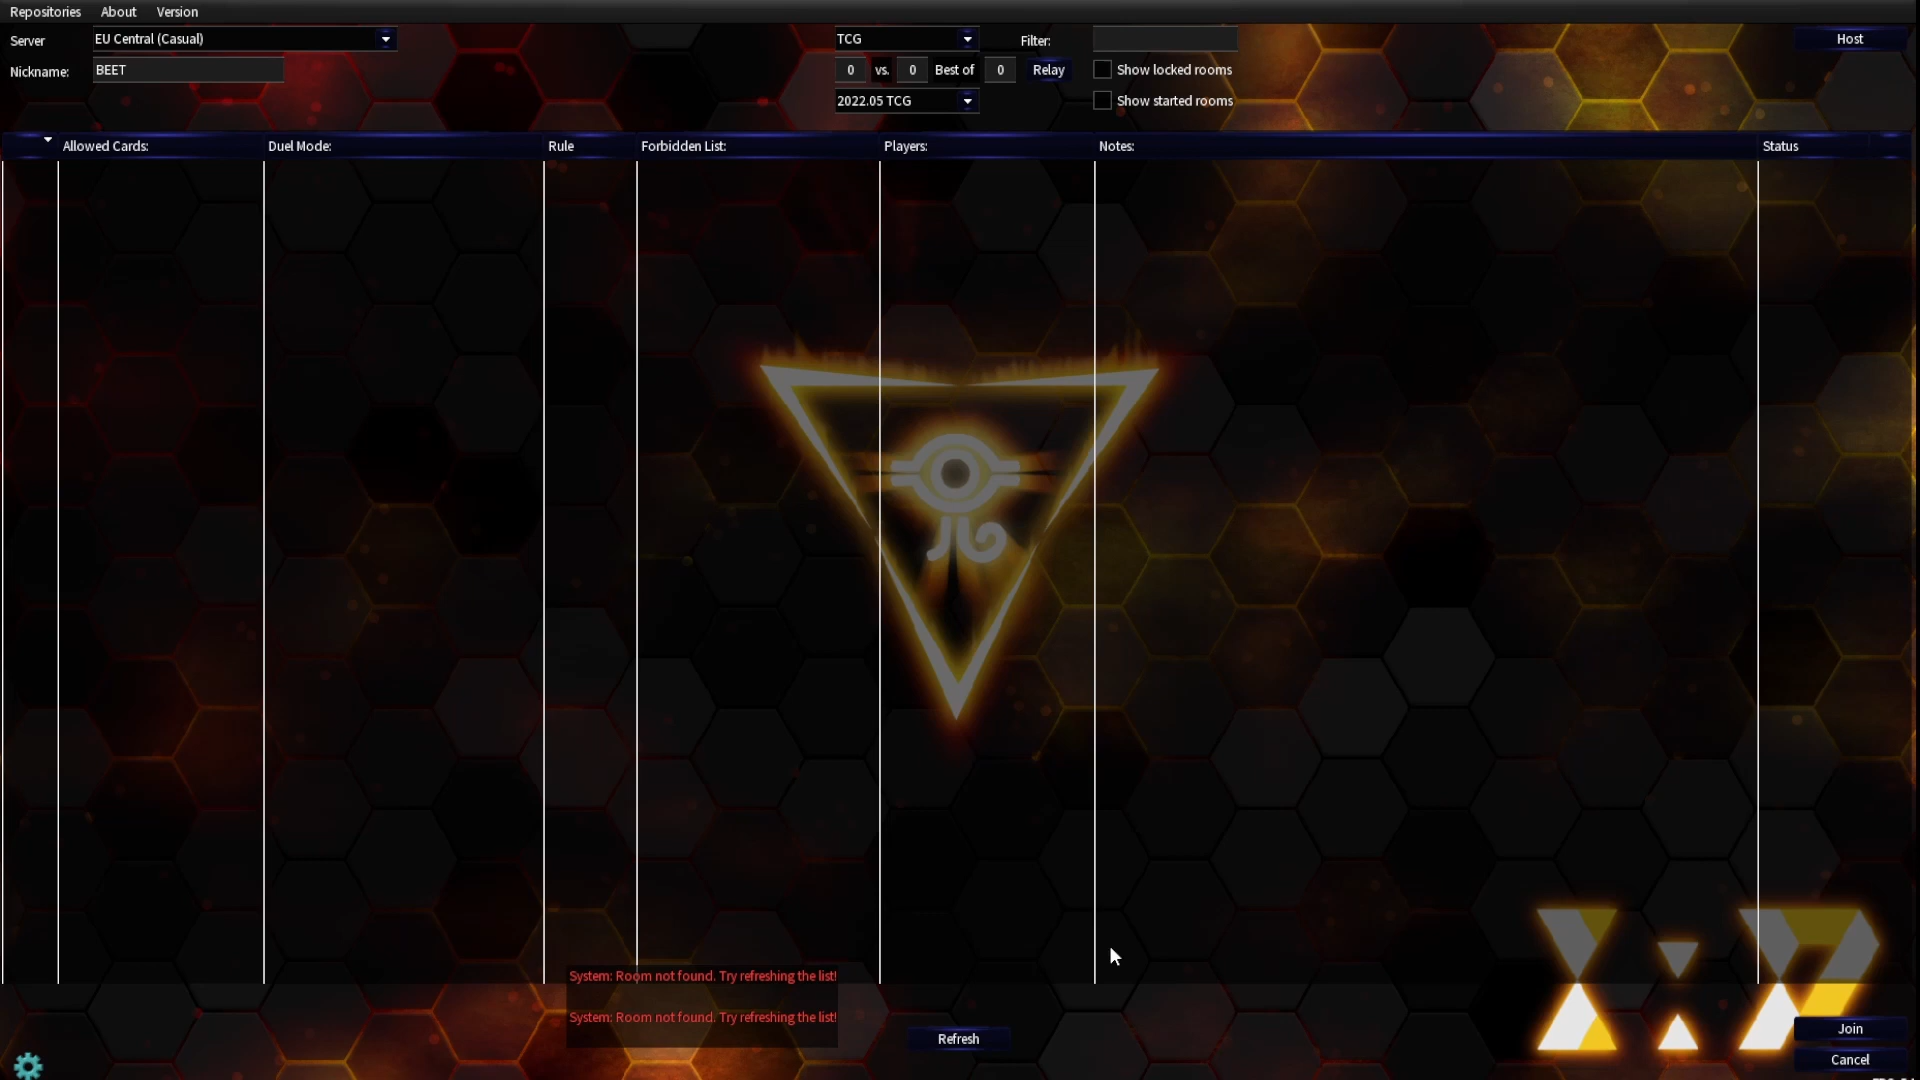 Repositories About Version
Server EU Central (Casual) TCG Filter: Host
Nickname: BEET 0 vs. 0 Best of 0 Relay Show locked rooms
2022.05 TCG Show started rooms
Allowed Cards: Duel Mode: Rule Forbidden List: Players: Notes: Status
System: Room not found. Try refreshing the list!
System: Room not found. Try refreshing the list!
Refresh
Join
Cancel